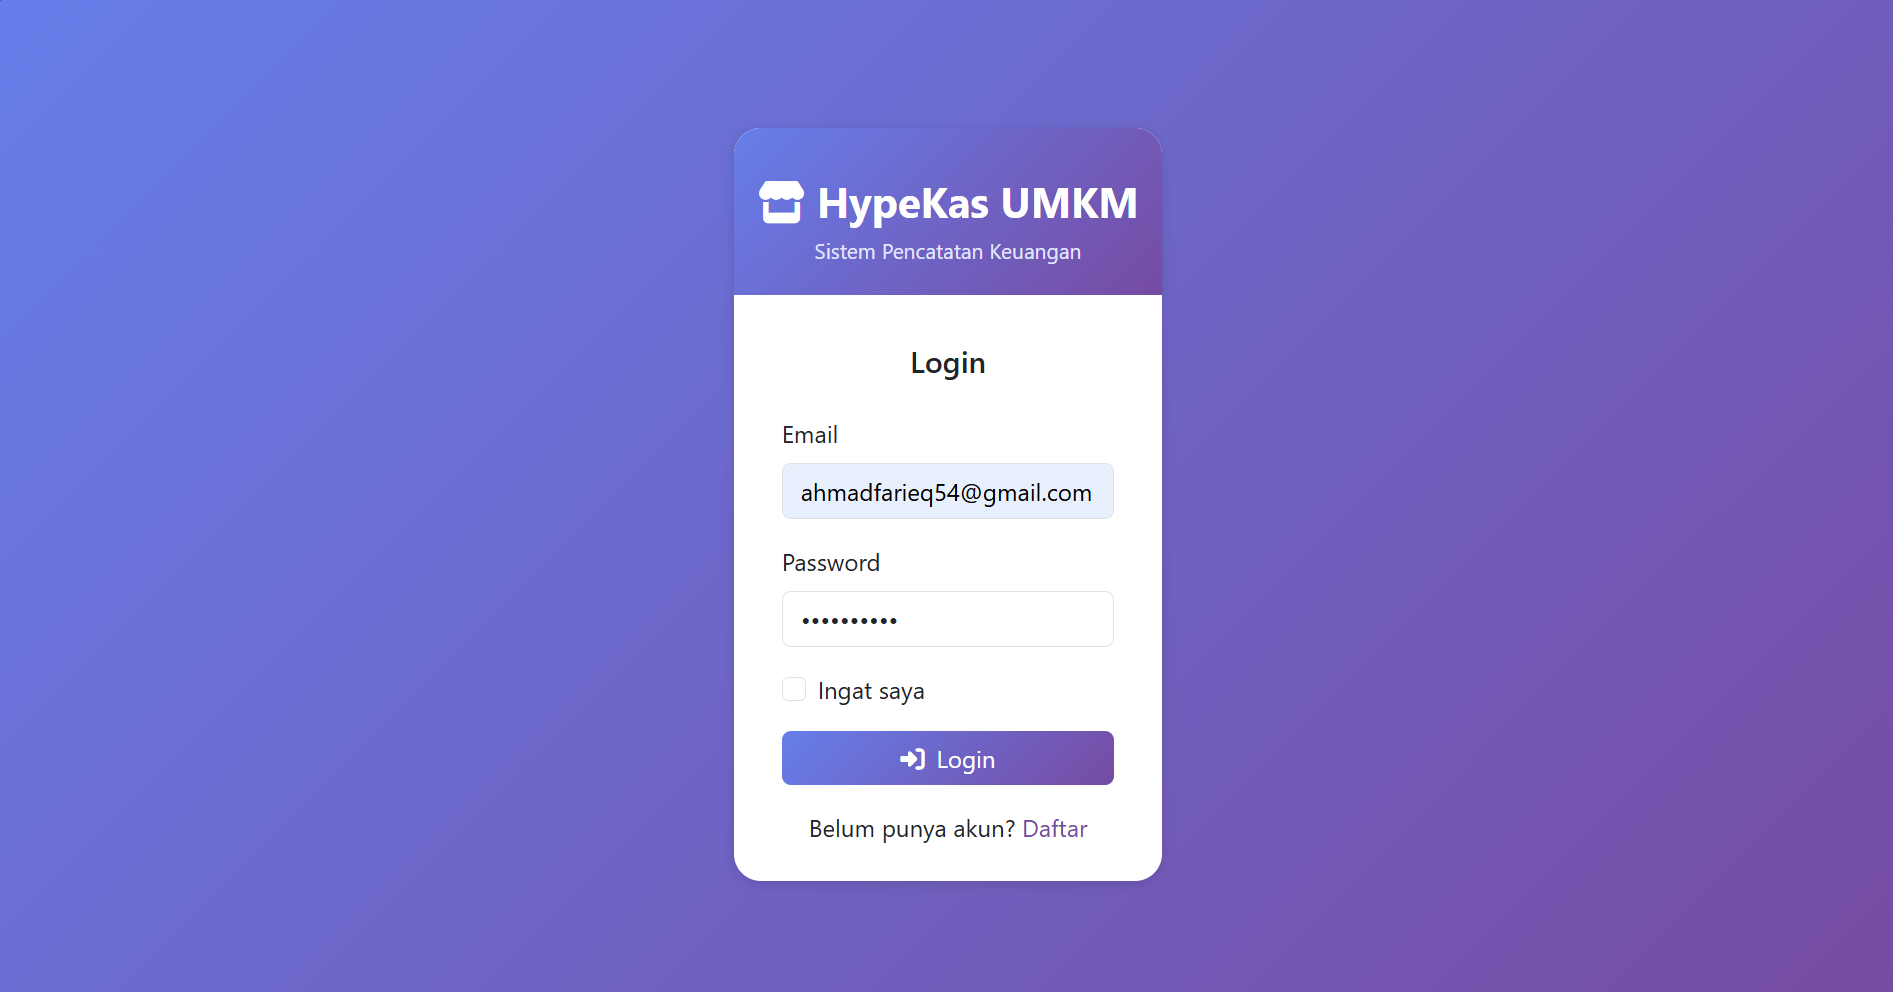 HypeKas UMKM
Sistem Pencatatan Keuangan
Login
Email
ahmadfarieq54@gmail.com
Password
••••••••••
Ingat saya
Login
Belum punya akun? Daftar